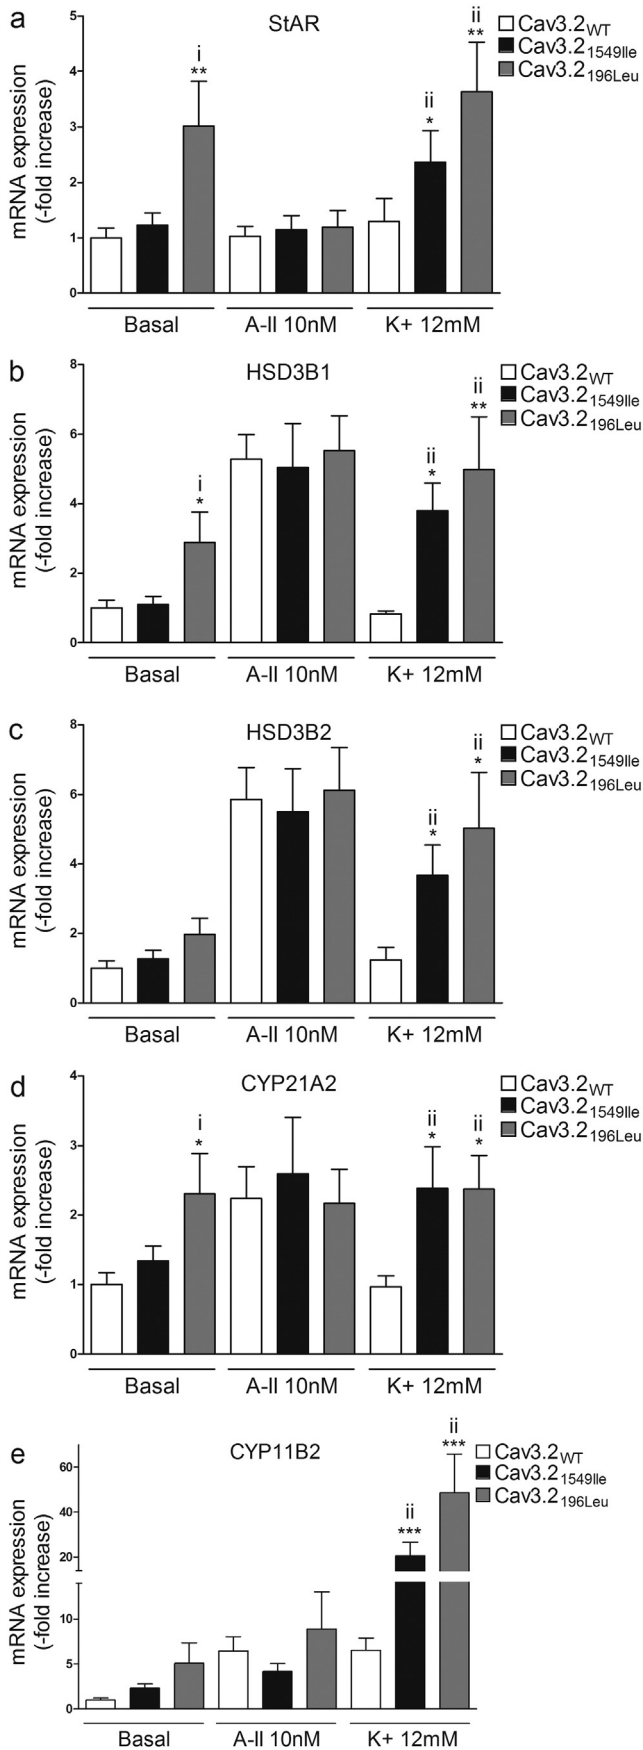 a
StAR
Cav3.2WT
Cav3.21549Ile
Cav3.2196Leu
mRNA expression
(-fold increase)
5
4
3
2
1
0
i
**
ii
*
ii
**
Basal
A-II 10nM
K+ 12mM
b
HSD3B1
Cav3.2WT
Cav3.21549Ile
Cav3.2196Leu
mRNA expression
(-fold increase)
8
6
4
2
0
i
*
ii
*
ii
**
Basal
A-II 10nM
K+ 12mM
c
HSD3B2
Cav3.2WT
Cav3.21549Ile
Cav3.2196Leu
mRNA expression
(-fold increase)
8
6
4
2
0
ii
*
ii
*
Basal
A-II 10nM
K+ 12mM
d
CYP21A2
Cav3.2WT
Cav3.21549Ile
Cav3.2196Leu
mRNA expression
(-fold increase)
4
3
2
1
0
i
*
ii
*
ii
*
Basal
A-II 10nM
K+ 12mM
e
CYP11B2
Cav3.2WT
Cav3.21549Ile
Cav3.2196Leu
mRNA expression
(-fold increase)
60
40
20
10
5
0
ii
***
ii
***
Basal
A-II 10nM
K+ 12mM